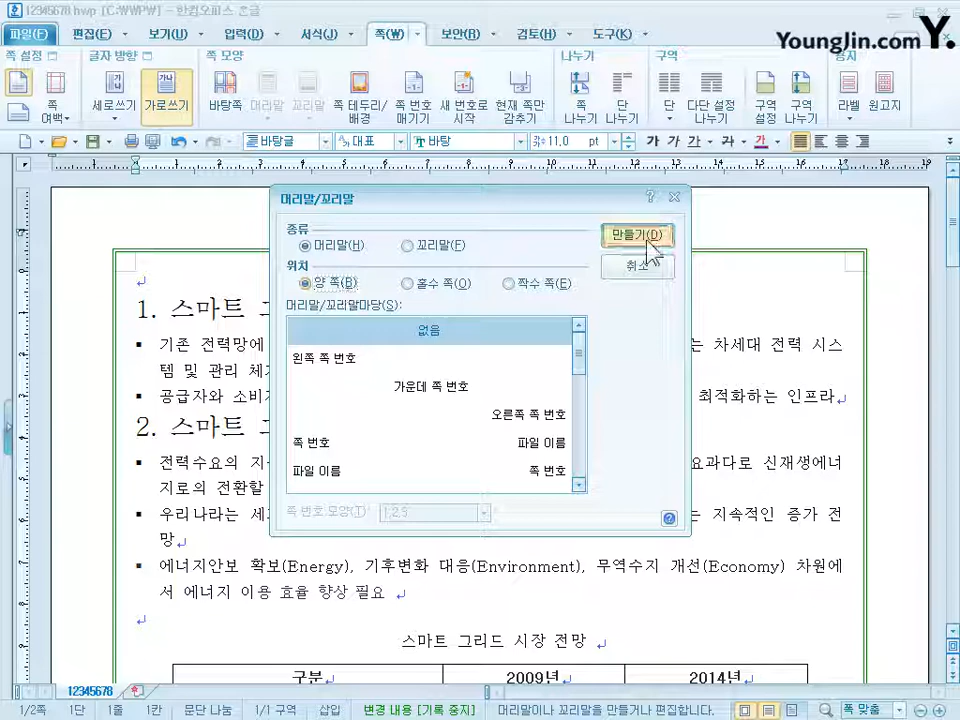 12345678 hwp [C:₩WPW] - 한컴오피스 한글
파일(F) 편집(E) 보기(U) 입력(D) 서식(J) 쪽(W) 보안(R) 검토(H) 도구(K)
YoungJin.com Y.
쪽 설정 글자 방향 쪽 모양 나누기 구역
쪽 여백 세로쓰기 가로쓰기 바탕쪽 머리말 꼬리말 쪽 테두리/배경 쪽 번호 매기기 새 번호로 시작 현재 쪽만 감추기 쪽 나누기 단 나누기 단 다단 설정 나누기 구역 설정 구역 나누기 라벨 원고지
바탕글 대표 바탕 11.0 pt 가 가 가 가 가
머리말/꼬리말
종류
머리말(H) 꼬리말(F) 만들기(D)
위치 취소
양 쪽(B) 홀수 쪽(O) 짝수 쪽(E)
머리말/꼬리말마당(S):
없음
왼쪽 쪽 번호
가운데 쪽 번호
오른쪽 쪽 번호
쪽 번호 파일 이름
파일 이름 쪽 번호
쪽 번호 모양(T) 1,2,3
1. 스마트
기존 전력망에 는 차세대 전력 시스
템 및 관리 체
공급자와 소비 최적화하는 인프라
2. 스마트
전력수요의 지 요과다로 신재생에너
지로의 전환할
우리나라는 세 는 지속적인 증가 전
망
에너지안보 확보(Energy), 기후변화 대응(Environment), 무역수지 개선(Economy) 차원에
서 에너지 이용 효율 향상 필요
스마트 그리드 시장 전망
구분 2009년 2014년
12345678
1/2쪽 1단 1줄 1칸 문단 나눔 1/1 구역 삽입 변경 내용 [기록 중지] 머리말이나 꼬리말을 만들거나 편집합니다. 폭 맞춤